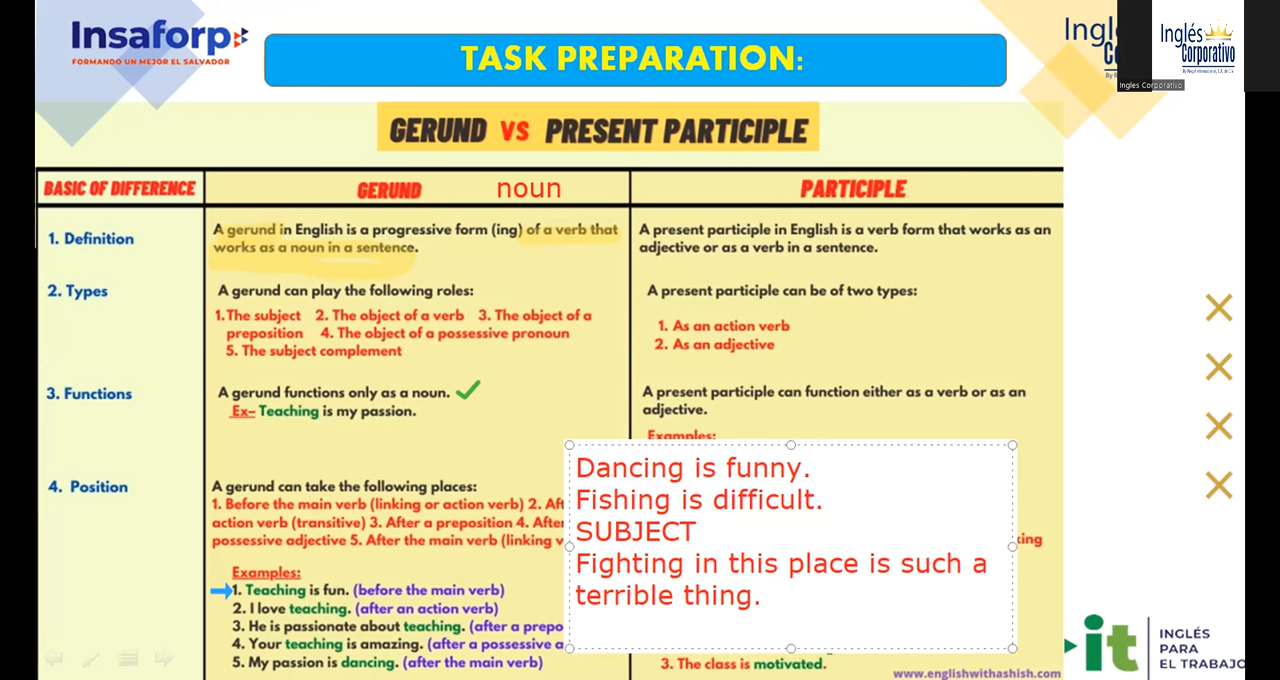 Insaforp
FORMANDO UN MEJOR EL SALVADOR
TASK PREPARATION:
Inglés
Corporativo
Ingles Corporativo
GERUND VS PRESENT PARTICIPLE
BASIC OF DIFFERENCE
GERUND noun
PARTICIPLE
1. Definition
A gerund in English is a progressive form (ing) of a verb that
works as a noun in a sentence.
A present participle in English is a verb form that works as an
adjective or as a verb in a sentence.
2. Types
A gerund can play the following roles:
1.The subject 2. The object of a verb 3. The object of a
preposition 4. The object of a possessive pronoun
5. The subject complement
A present participle can be of two types:
1. As an action verb
2. As an adjective
3. Functions
A gerund functions only as a noun.
Ex– Teaching is my passion.
A present participle can function either as a verb or as an
adjective.
Examples:
4. Position
A gerund can take the following places:
1. Before the main verb (linking or action verb) 2.
action verb (transitive) 3. After a preposition 4.
possessive adjective 5. After the main verb (linking
Examples:
1. Teaching is fun. (before the main verb)
2. I love teaching. (after an action verb)
3. He is passionate about teaching. (after a
4. Your teaching is amazing. (after a possessive
5. My passion is dancing. (after the main verb)
Dancing is funny.
Fishing is difficult.
SUBJECT
Fighting in this place is such a
terrible thing.
3. The class is motivated.
www.englishwithashish.com
it
INGLÉS
PARA
EL TRABAJO